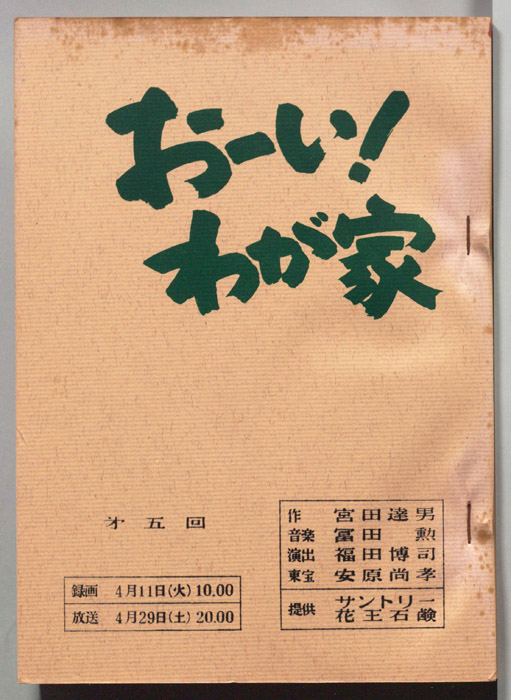 おーい!
わが家
才五回
録画 4月11日(火) 10.00
放送 4月29日(土) 20.00
作 宮田達男
音楽 冨田 勲
演出 福田博司
東宝 安原尚孝
提供 サントリー
花王石鹸